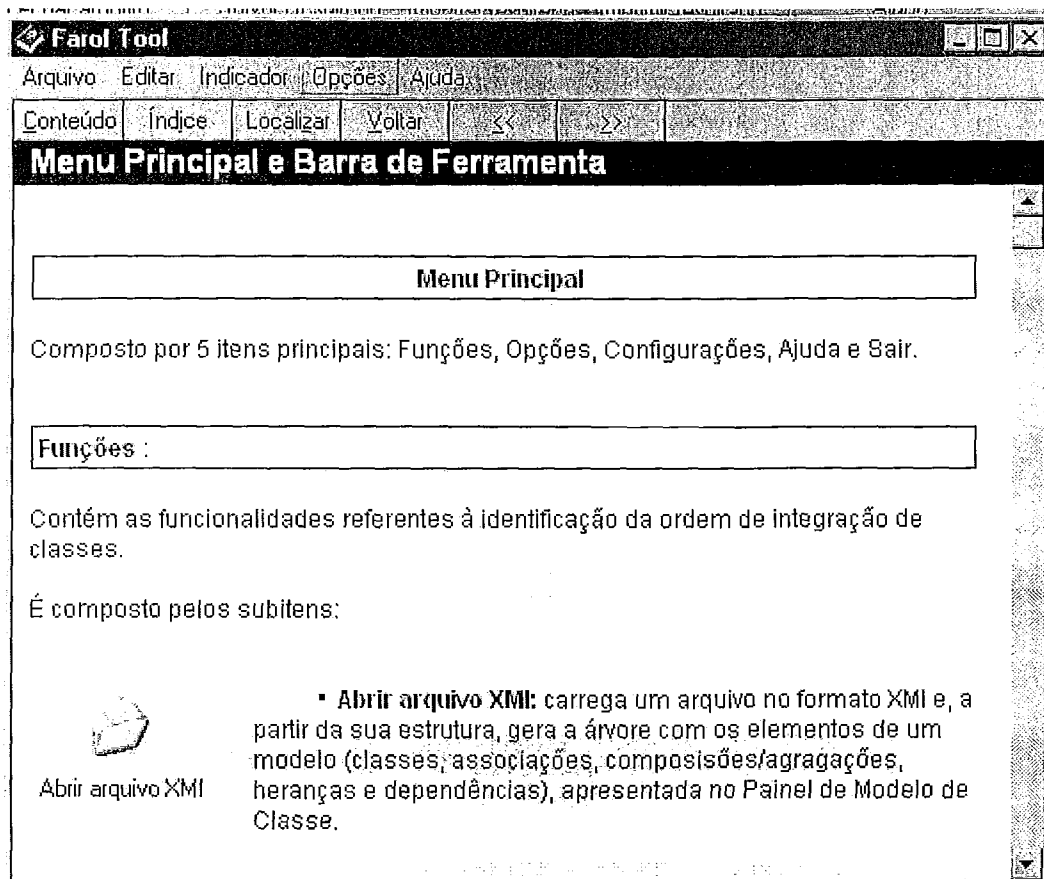 Farol Tool
Arquivo Editar Indicador Opções Ajuda
Conteúdo Índice Localizar Voltar << >>
Menu Principal e Barra de Ferramenta
Menu Principal
Composto por 5 itens principais: Funções, Opções, Configurações, Ajuda e Sair.
Funções :
Contém as funcionalidades referentes à identificação da ordem de integração de
classes.
É composto pelos subitens:
▪ Abrir arquivo XMI: carrega um arquivo no formato XMI e, a
partir da sua estrutura, gera a árvore com os elementos de um
modelo (classes, associações, composisões/agragações,
heranças e dependências), apresentada no Painel de Modelo de
Classe.
Abrir arquivo XMI